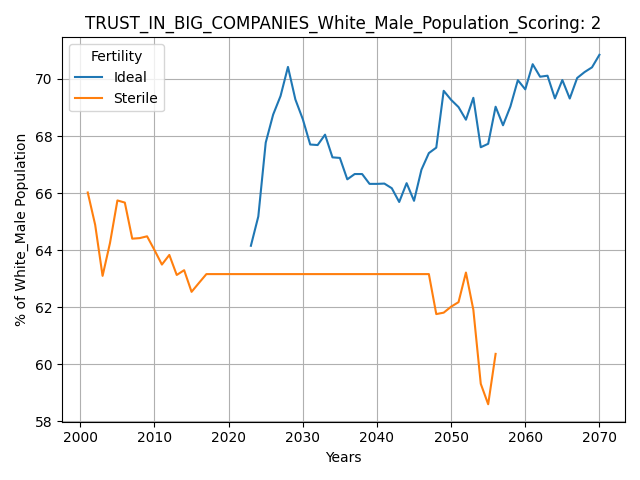 TRUST_IN_BIG_COMPANIES_White_Male_Population_Scoring: 2
Fertility
Ideal
Sterile
% of White_Male Population
70
68
66
64
62
60
58
2000 2010 2020 2030 2040 2050 2060 2070
Years